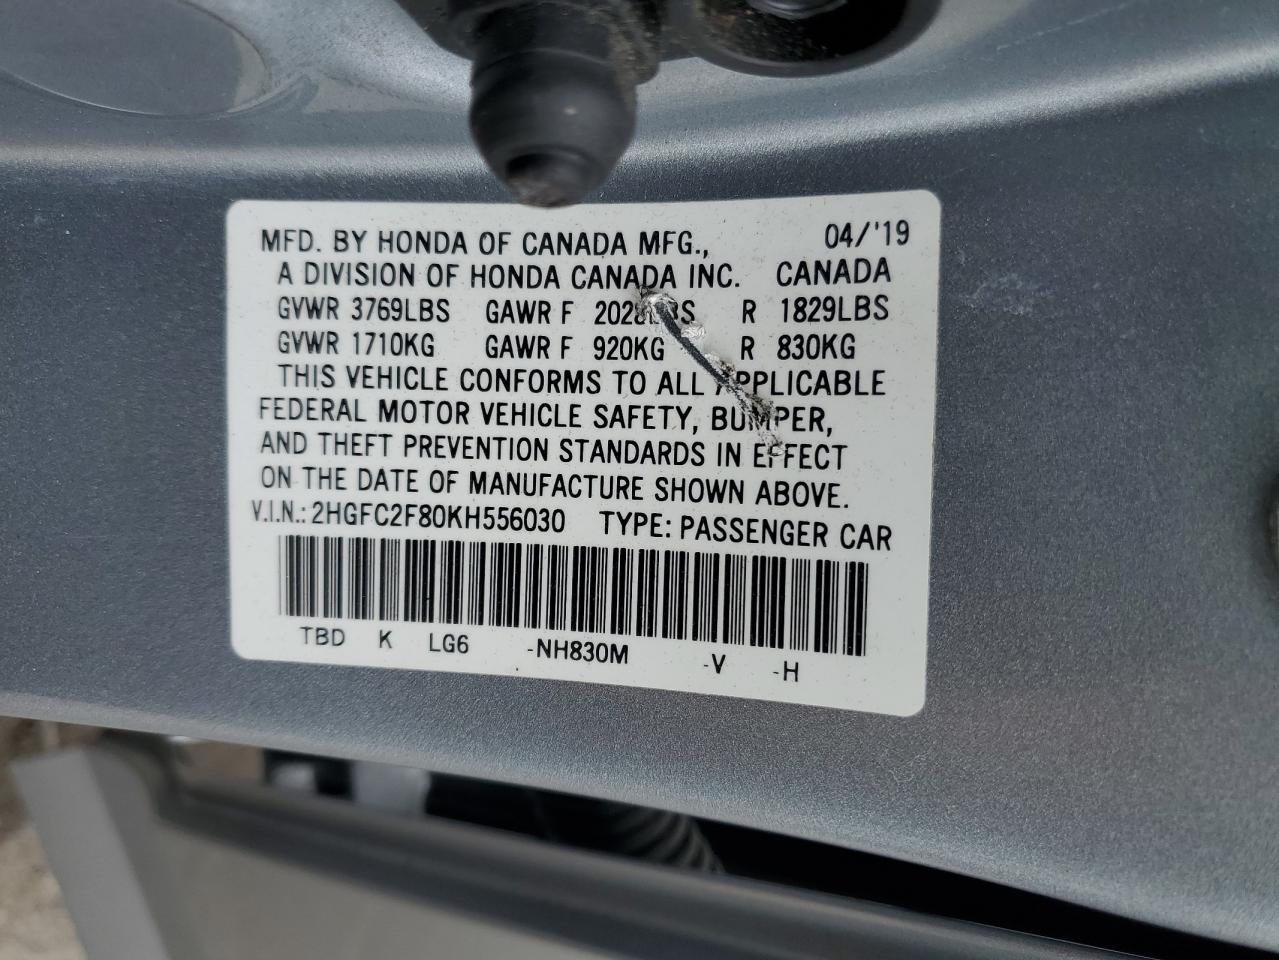 MFD. BY HONDA OF CANADA MFG., 04/'19
A DIVISION OF HONDA CANADA INC. CANADA
GVWR 3769LBS GAWR F R 1829LBS
GVWR 1710KG GAWR F 920KG R 830KG
THIS VEHICLE CONFORMS TO ALL APPLICABLE
FEDERAL MOTOR VEHICLE SAFETY, BUMPER,
AND THEFT PREVENTION STANDARDS IN EFFECT
ON THE DATE OF MANUFACTURE SHOWN ABOVE.
V.I.N.: 2HGFC2F80KH556030 TYPE: PASSENGER CAR
TBD K LG6 -NH830M -V -H